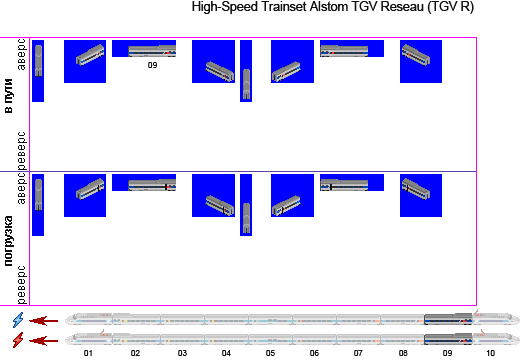 High-Speed Trainset Alstom TGV Reseau (TGV R)
аверс
в пути
09
реверс
аверс
погрузка
реверс
01 02 03 04 05 06 07 08 09 10